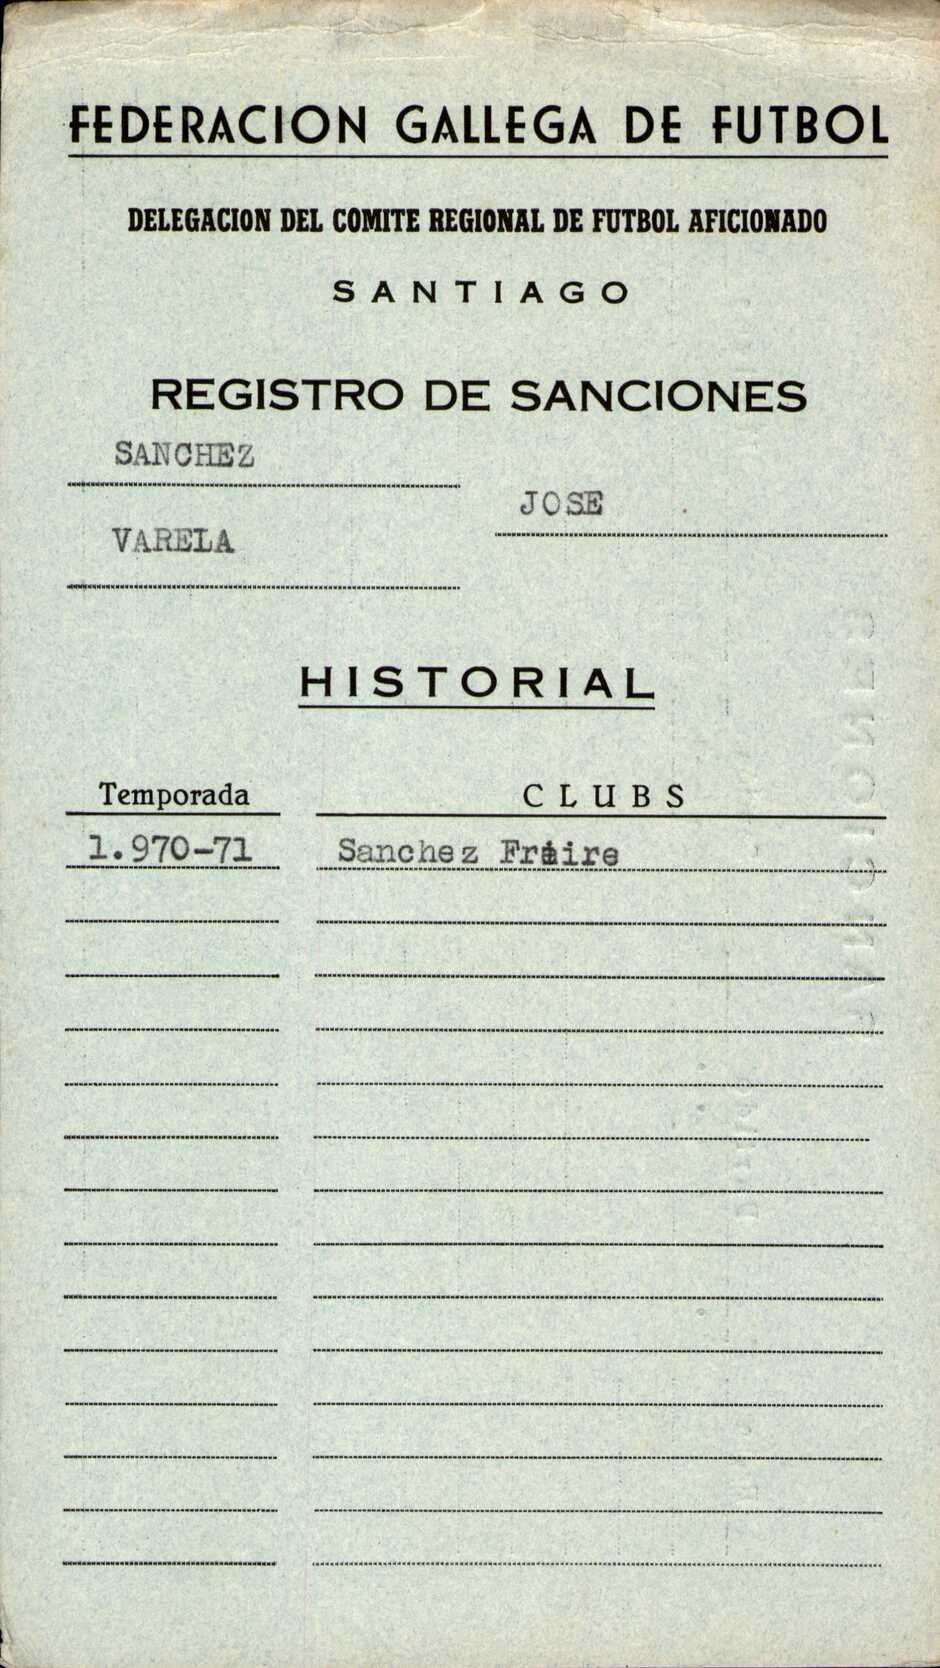 FEDERACION GALLEGA DE FUTBOL
DELEGACION DEL COMITE REGIONAL DE FUTBOL AFICIONADO
SANTIAGO
REGISTRO DE SANCIONES
SANCHEZ
JOSE
VARELA
HISTORIAL
Temporada CLUBS
1.970-71 Sanchez Freire